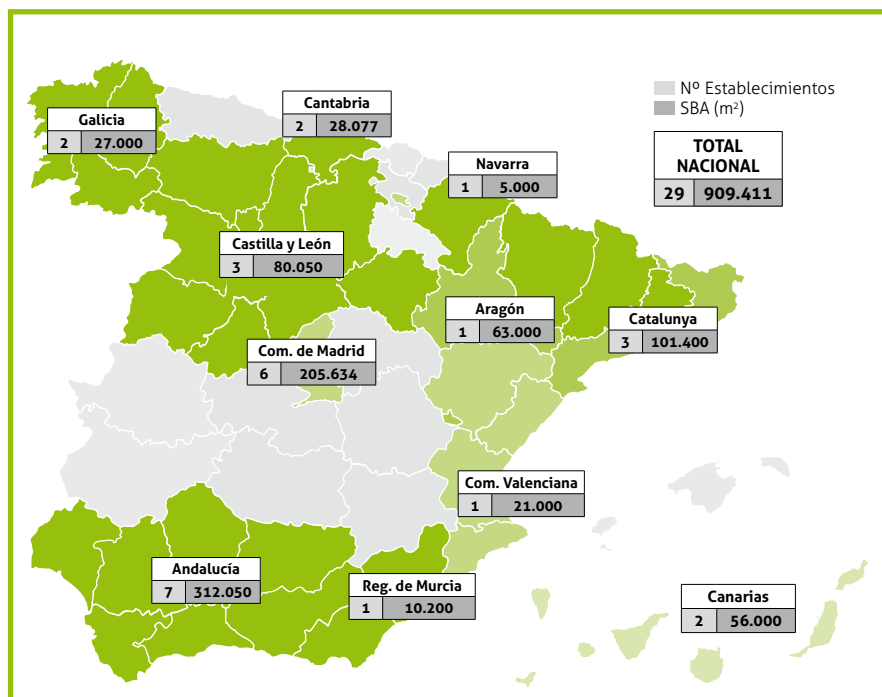 Nº Establecimientos
SBA (m²)
TOTAL
NACIONAL
29 909.411
Cantabria
2 28.077
Galicia
2 27.000
Navarra
1 5.000
Castilla y León
3 80.050
Aragón
1 63.000
Catalunya
3 101.400
Com. de Madrid
6 205.634
Com. Valenciana
1 21.000
Andalucía
7 312.050
Reg. de Murcia
1 10.200
Canarias
2 56.000